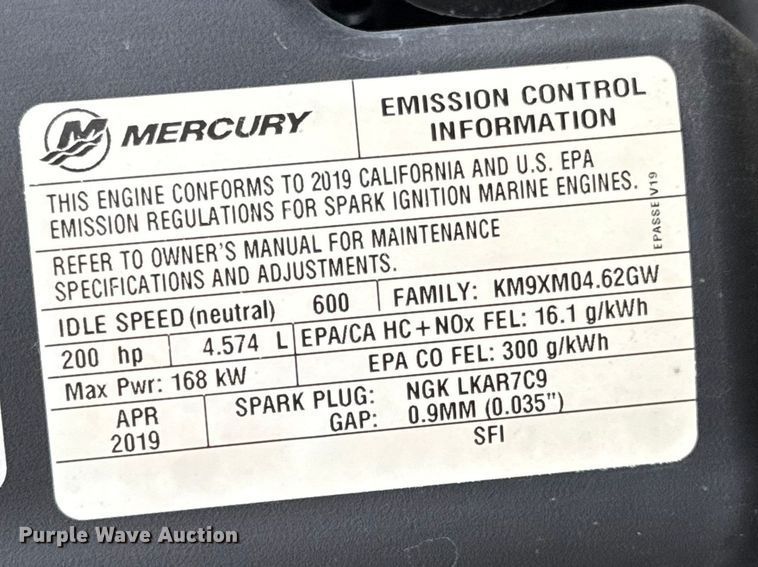 MERCURY
EMISSION CONTROL
INFORMATION
THIS ENGINE CONFORMS TO 2019 CALIFORNIA AND U.S. EPA
EMISSION REGULATIONS FOR SPARK IGNITION MARINE ENGINES.
EPASSE V19
REFER TO OWNER'S MANUAL FOR MAINTENANCE
SPECIFICATIONS AND ADJUSTMENTS.
IDLE SPEED (neutral) 600
FAMILY: KM9XM04.62GW
200 hp 4.574 L
EPA/CA HC+NOx FEL: 16.1 g/kWh
Max Pwr: 168 kW
EPA CO FEL: 300 g/kWh
APR
2019
SPARK PLUG: NGK LKAR7C9
GAP: 0.9MM (0.035")
SFI
Purple Wave Auction